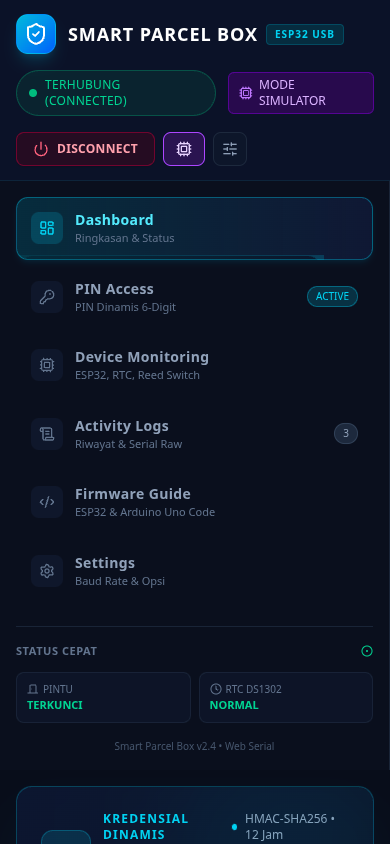 SMART PARCEL BOX ESP32 USB
TERHUBUNG
(CONNECTED)
MODE
SIMULATOR
DISCONNECT
Dashboard
Ringkasan & Status
PIN Access
PIN Dinamis 6-Digit
ACTIVE
Device Monitoring
ESP32, RTC, Reed Switch
Activity Logs
Riwayat & Serial Raw
3
Firmware Guide
ESP32 & Arduino Uno Code
Settings
Baud Rate & Opsi
STATUS CEPAT
PINTU
TERKUNCI
RTC DS1302
NORMAL
Smart Parcel Box v2.4 • Web Serial
KREDENSIAL
DINAMIS
• HMAC-SHA256 •
12 Jam